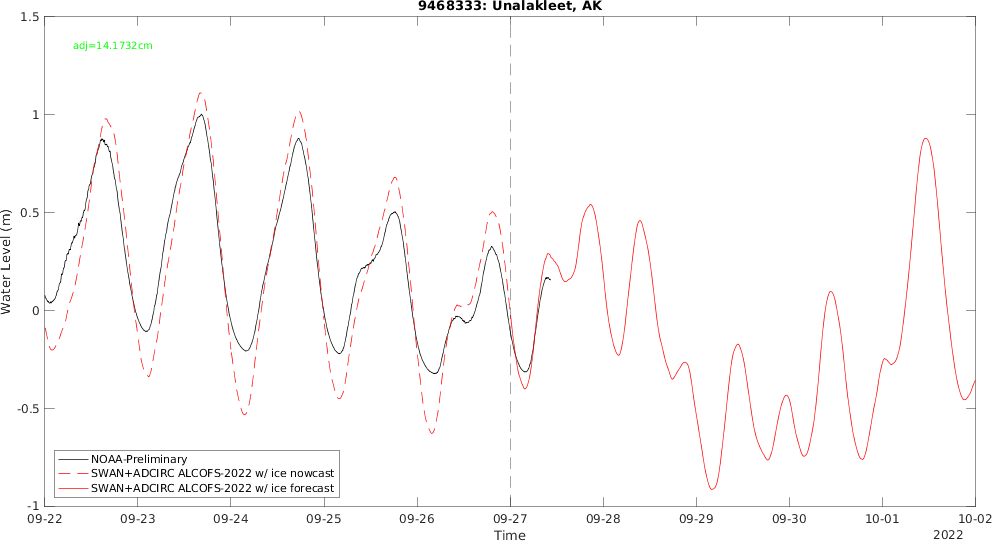 9468333: Unalakleet, AK
adj=14.1732cm
1.5
1
0.5
0
-0.5
-1
Water Level (m)
NOAA-Preliminary
SWAN+ADCIRC ALCOFS-2022 w/ ice nowcast
SWAN+ADCIRC ALCOFS-2022 w/ ice forecast
09-22 09-23 09-24 09-25 09-26 09-27 09-28 09-29 09-30 10-01 10-02
Time
2022